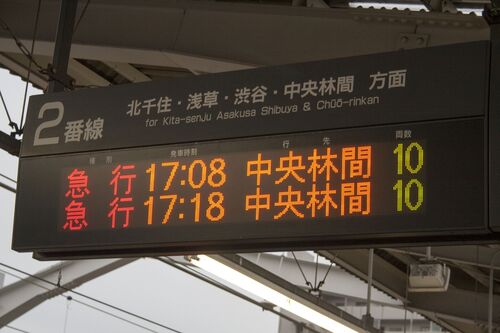 2番線
北千住・浅草・渋谷・中央林間 方面
for Kita-senju Asakusa Shibuya & Chūō-rinkan
種別 発車時刻 行先 両数
急行 17:08 中央林間 10
急行 17:18 中央林間 10